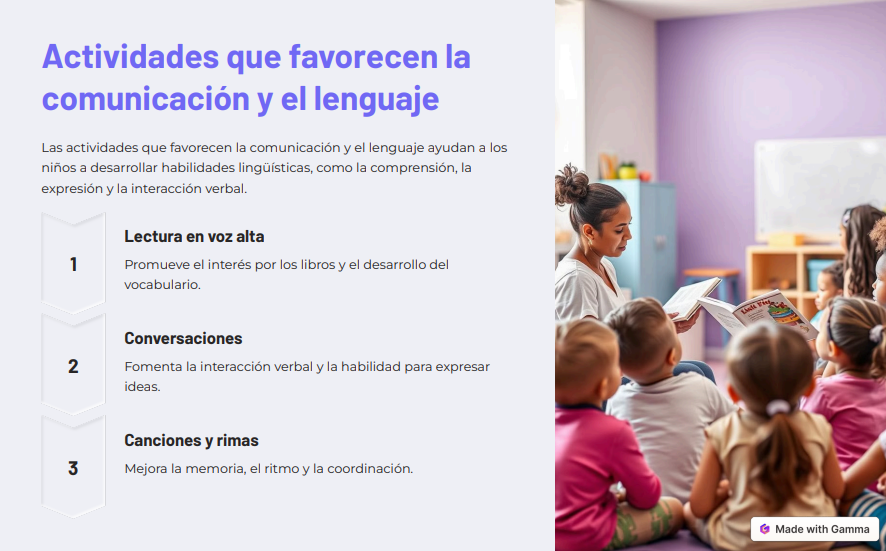 Actividades que favorecen la
comunicación y el lenguaje
Las actividades que favorecen la comunicación y el lenguaje ayudan a los
niños a desarrollar habilidades lingüísticas, como la comprensión, la
expresión y la interacción verbal.
1
Lectura en voz alta
Promueve el interés por los libros y el desarrollo del
vocabulario.
2
Conversaciones
Fomenta la interacción verbal y la habilidad para expresar
ideas.
3
Canciones y rimas
Mejora la memoria, el ritmo y la coordinación.
Made with Gamma